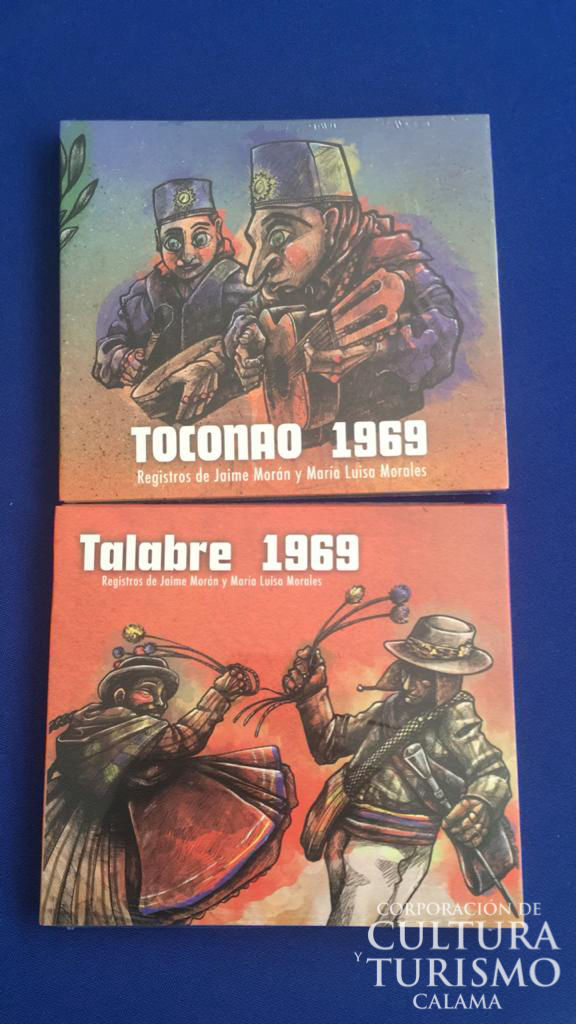 TOCONAO 1969
Registros de Jaime Morán y María Luisa Morales
Talabre 1969
Registros de Jaime Morán y María Luisa Morales
CORPORACIÓN DE
CULTURA
Y TURISMO
CALAMA